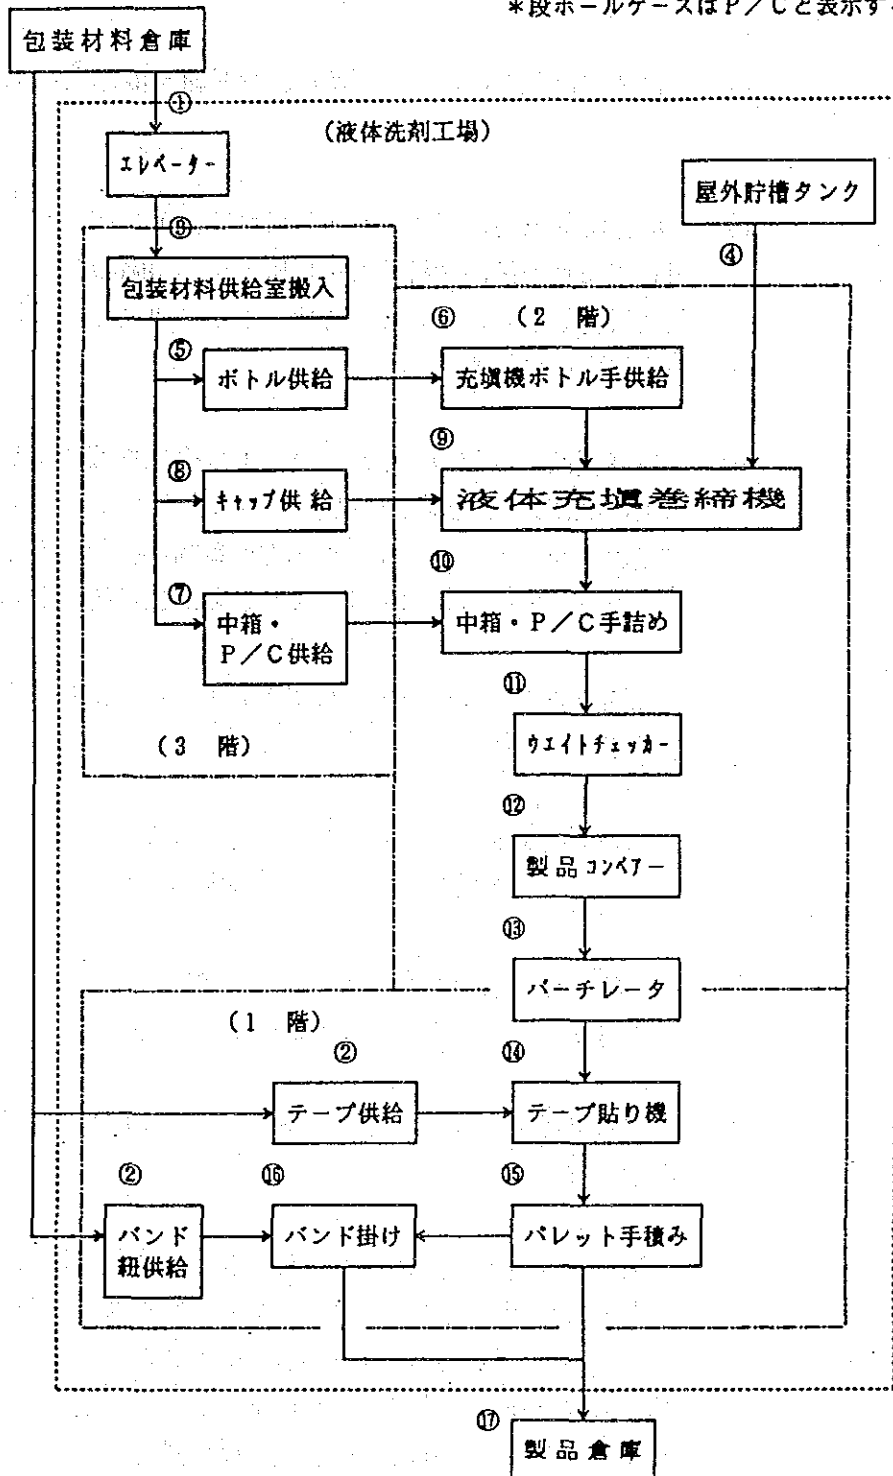 *段ボールケースはP/Cと表示する
包装材料倉庫
①
(液体洗剤工場)
エレベーター
屋外貯槽タンク
③
④
包装材料供給室搬入
⑥
(2 階)
⑤
ボトル供給
充塡機ボトル手供給
⑨
⑧
キャップ供給
液体充塡巻締機
⑩
⑦
中箱・
P/C供給
中箱・P/C手詰め
⑪
(3 階)
ウエイトチェッカー
⑫
製品コンベアー
⑬
バーチレータ
(1 階)
②
⑭
テープ供給
テープ貼り機
②
⑯
⑮
バンド
紐供給
バンド掛け
パレット手積み
⑰
製品倉庫